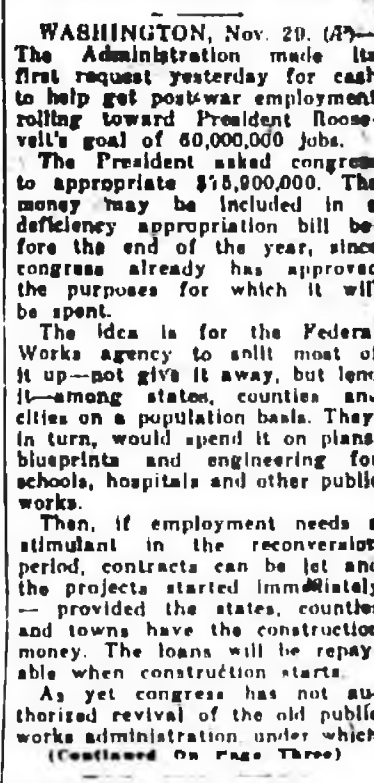 WASHINGTON, Nov. 20. (AP)—
The Administration made its
first request yesterday for cash
to help get postwar employment
rolling toward President Roose-
velt's goal of 60,000,000 jobs.
The President asked congress
to appropriate The
money may be included in a
deficiency appropriation bill be-
fore the end of the year, since
congress already has approved
the purposes for which it will
be spent.
The idea is for the Federal
Works agency to split most of
it up—not give it away, but lend
it—among states, counties and
cities on a population basis. They
in turn, would spend it on plans,
blueprints and engineering for
schools, hospitals and other public
works.
Then, if employment needs a
stimulant in the reconversion
period, contracts can be let and
the projects started immediately
— provided the states, counties
and towns have the construction
money. The loans will be repay-
able when construction starts.
As yet congress has not au-
thorized revival of the old public
works administration under which
(Continued On Page Three)